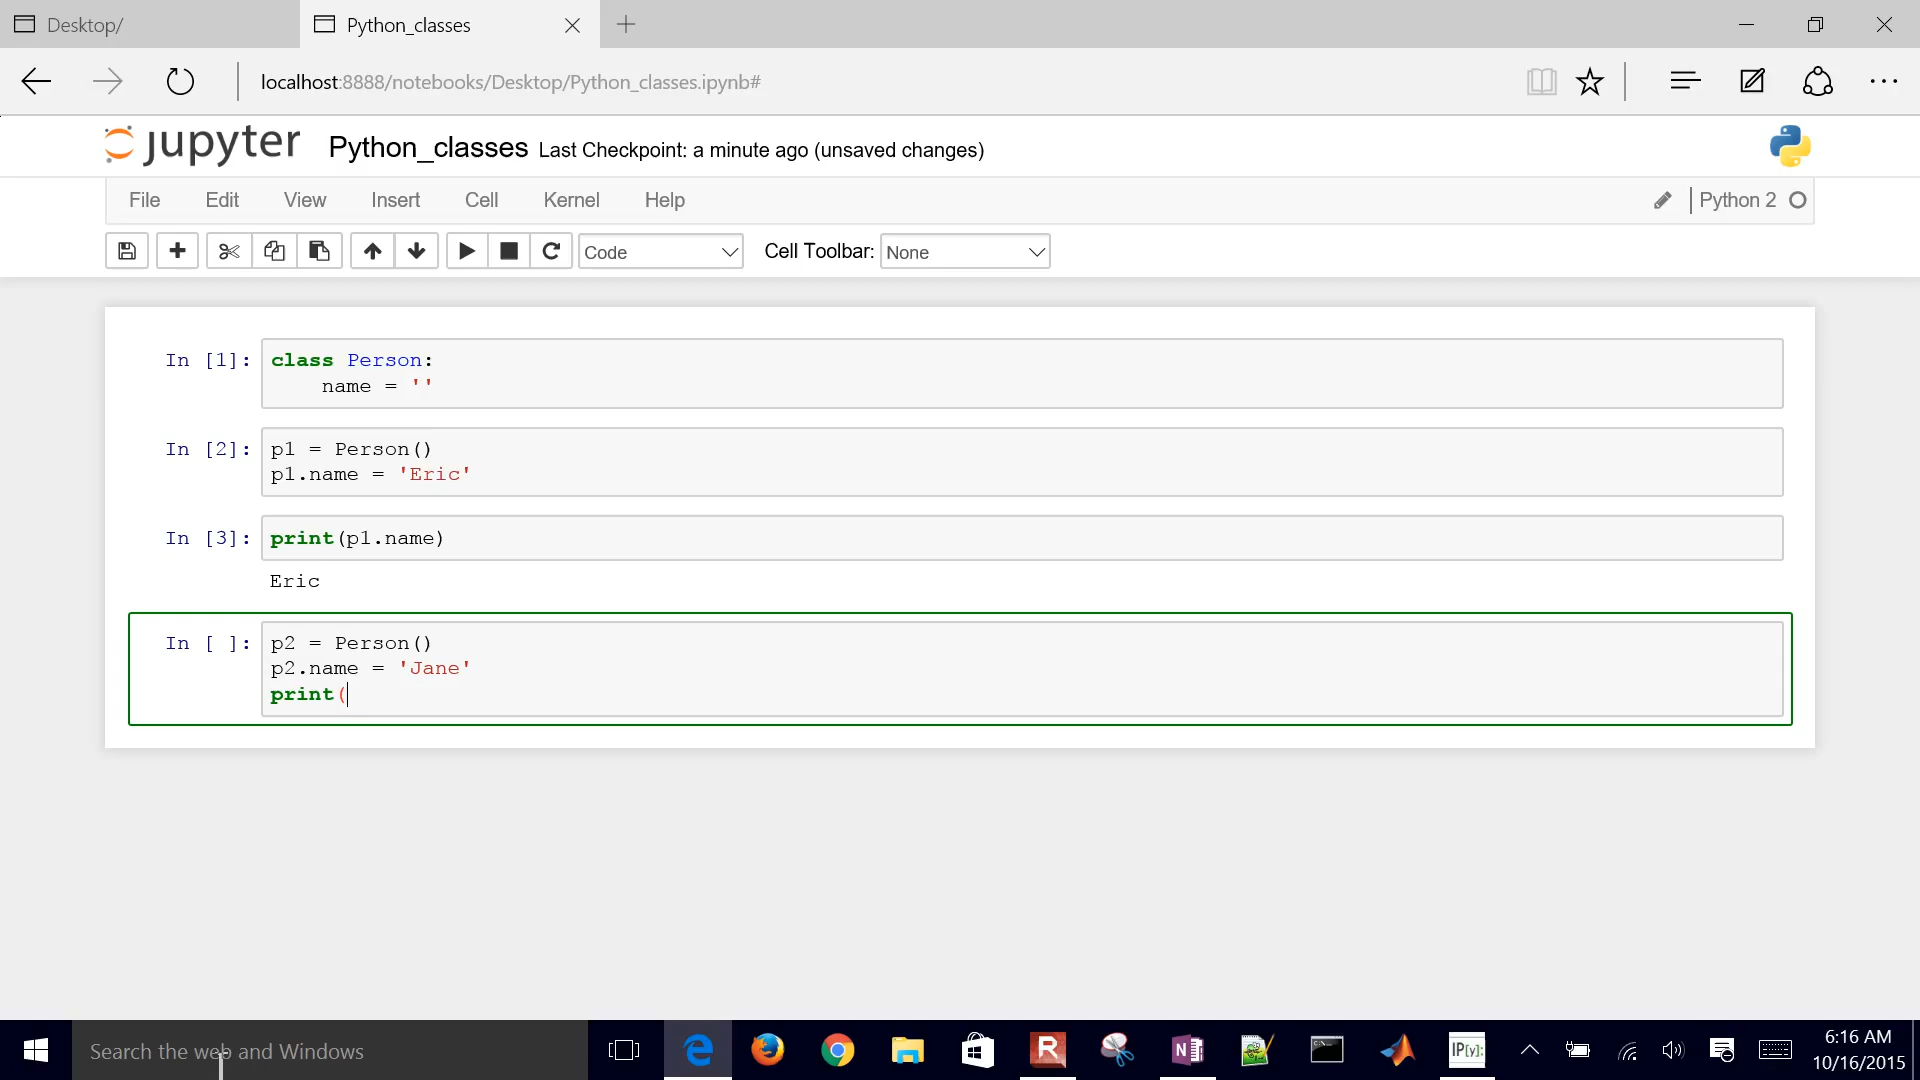 Desktop/
Python_classes
localhost:8888/notebooks/Desktop/Python_classes.ipynb#
jupyter Python_classes Last Checkpoint: a minute ago (unsaved changes)
File Edit View Insert Cell Kernel Help Python 2
Code Cell Toolbar: None
In [1]: class Person:
    name = ''
In [2]: p1 = Person()
p1.name = 'Eric'
In [3]: print(p1.name)
Eric
In [ ]: p2 = Person()
p2.name = 'Jane'
print(
Search the web and Windows
R
N
IP[y]:
6:16 AM
10/16/2015